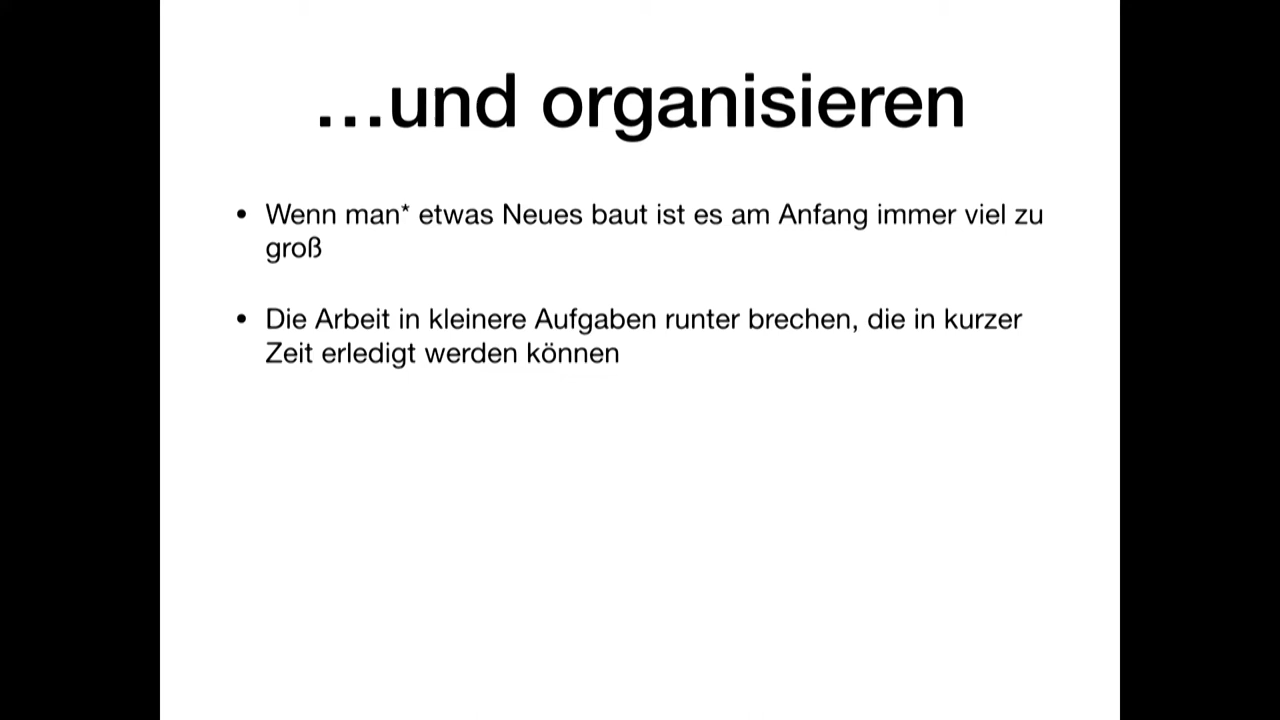 …und organisieren
• Wenn man* etwas Neues baut ist es am Anfang immer viel zu
groß
• Die Arbeit in kleinere Aufgaben runter brechen, die in kurzer
Zeit erledigt werden können